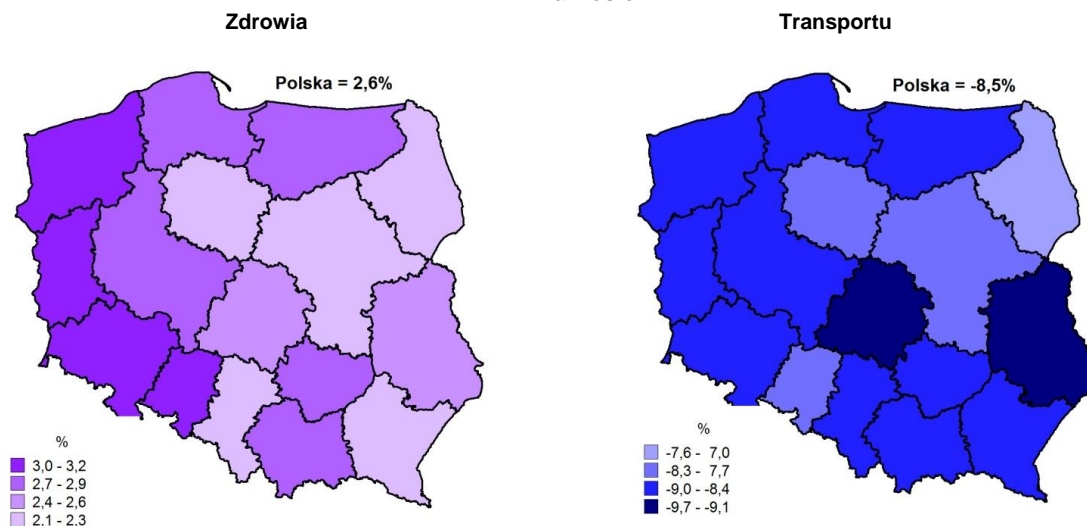 Zdrowia
Transportu
Polska = 2,6%
Polska = -8,5%
%
3,0 - 3,2
2,7 - 2,9
2,4 - 2,6
2,1 - 2,3
%
-7,6 - 7,0
-8,3 - 7,7
-9,0 - -8,4
-9,7 - -9,1